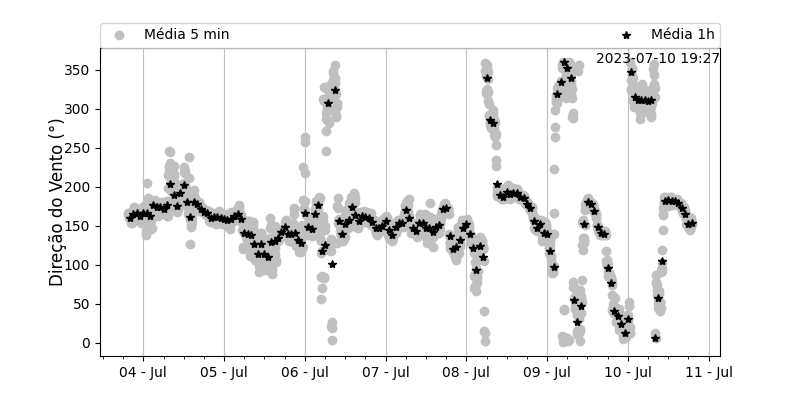 Média 5 min
Média 1h
2023-07-10 19:27
Direção do Vento (°)
350
300
250
200
150
100
50
0
04 - Jul
05 - Jul
06 - Jul
07 - Jul
08 - Jul
09 - Jul
10 - Jul
11 - Jul